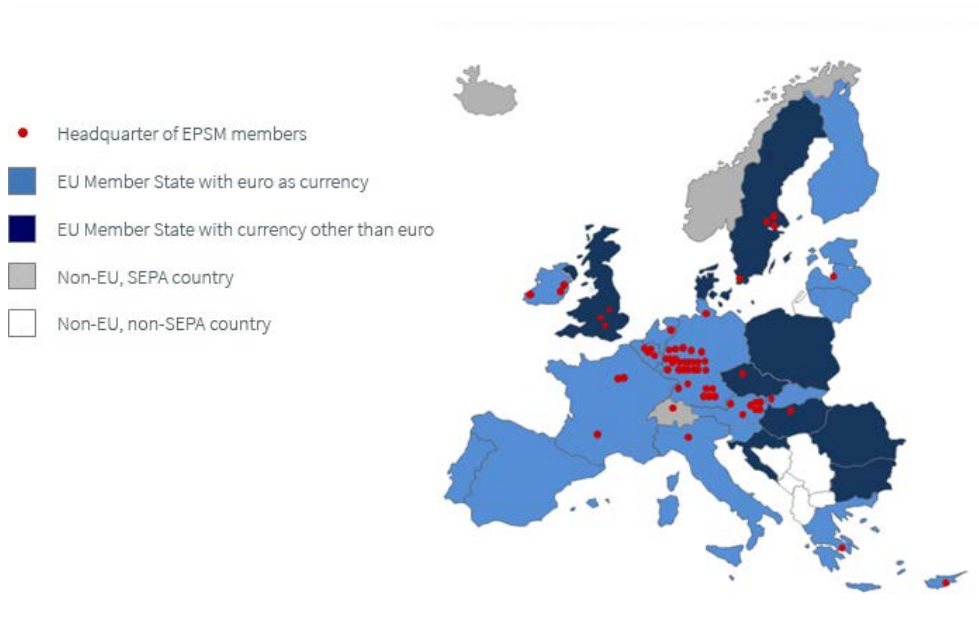 Headquarter of EPSM members
EU Member State with euro as currency
EU Member State with currency other than euro
Non-EU, SEPA country
Non-EU, non-SEPA country